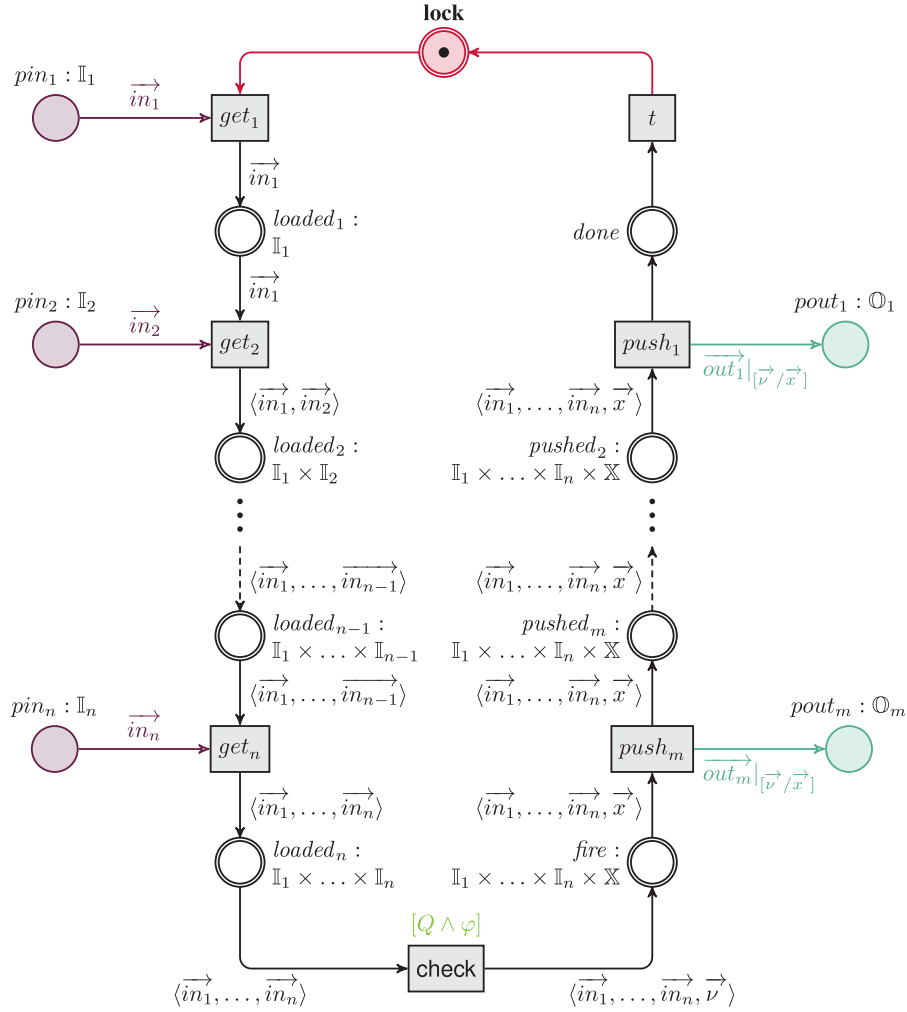 lock
pin₁ : 𝕀₁
in₁→
get₁
t
in₁→
loaded₁ :
𝕀₁
done
in₁→
pin₂ : 𝕀₂
in₂→
get₂
push₁
pout₁ : 𝕆₁
out₁→|[ν→/x→]
⟨in₁→, in₂→⟩
⟨in₁→, …, inₙ→, x→⟩
loaded₂ :
𝕀₁ × 𝕀₂
pushed₂ :
𝕀₁ × … × 𝕀ₙ × 𝕏
⟨in₁→, …, inₙ₋₁→⟩
⟨in₁→, …, inₙ→, x→⟩
loadedₙ₋₁ :
𝕀₁ × … × 𝕀ₙ₋₁
pushedₘ :
𝕀₁ × … × 𝕀ₙ × 𝕏
⟨in₁→, …, inₙ₋₁→⟩
⟨in₁→, …, inₙ→, x→⟩
pinₙ : 𝕀ₙ
inₙ→
getₙ
pushₘ
poutₘ : 𝕆ₘ
outₘ→|[ν→/x→]
⟨in₁→, …, inₙ→⟩
⟨in₁→, …, inₙ→, x→⟩
loadedₙ :
𝕀₁ × … × 𝕀ₙ
fire :
𝕀₁ × … × 𝕀ₙ × 𝕏
[Q ∧ φ]
check
⟨in₁→, …, inₙ→⟩
⟨in₁→, …, inₙ→, ν→⟩